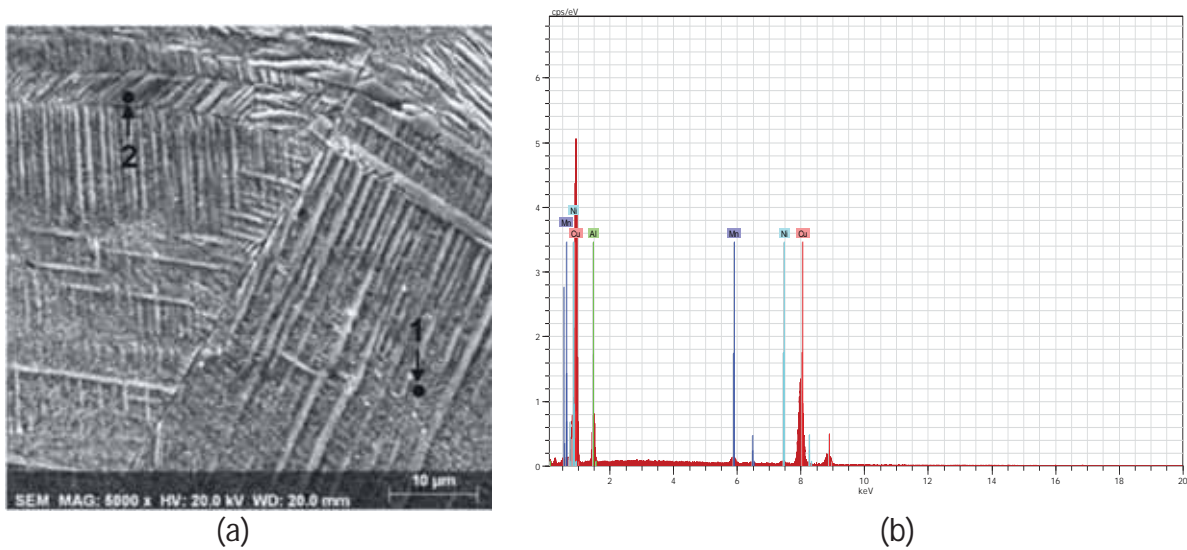 2
1
SEM MAG: 5000 x HV: 20.0 kV WD: 20.0 mm
10 µm
(a)
cps/eV
6
5
4
3
2
1
0
Ni
Mn
Cu
Al
Mn
Ni
Cu
2 4 6 8 10 12 14 16 18 20
keV
(b)